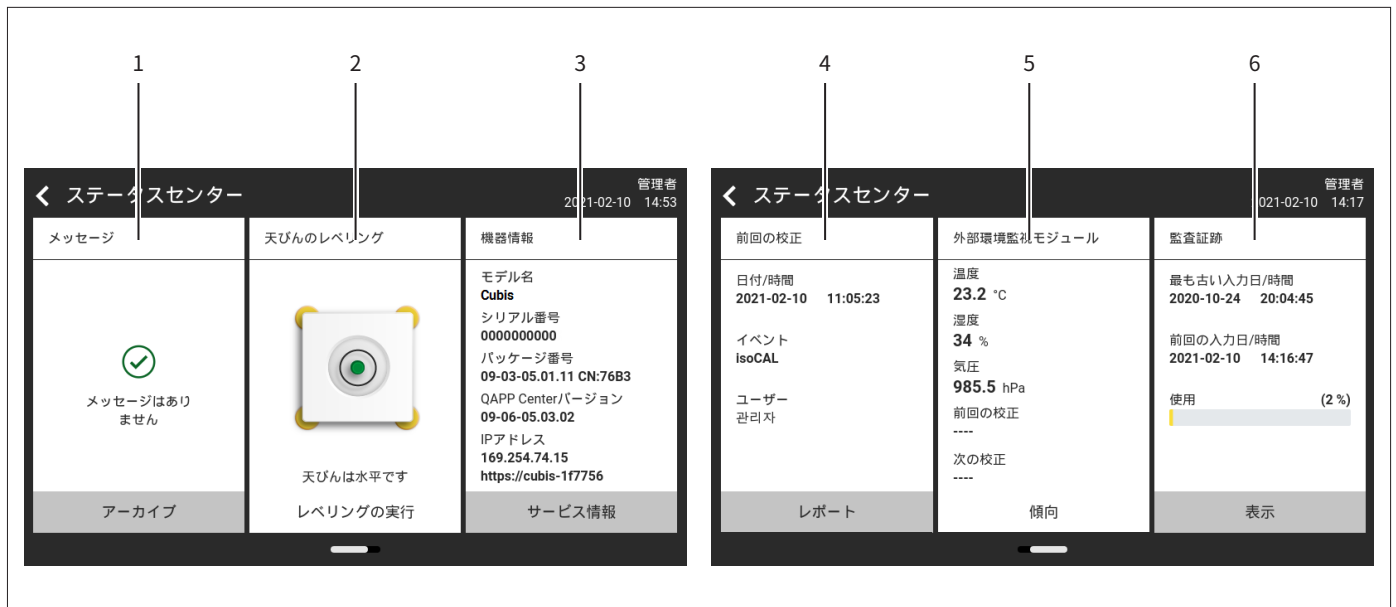 1
2
3
4
5
6
ステータスセンター
管理者
2021-02-10 14:53
メッセージ
メッセージはあり
ません
アーカイブ
天びんのレベリング
天びんは水平です
レベリングの実行
機器情報
モデル名
Cubis
シリアル番号
0000000000
パッケージ番号
09-03-05.01.11 CN:76B3
QAPP Centerバージョン
09-06-05.03.02
IPアドレス
169.254.74.15
https://cubis-1f7756
サービス情報
ステータスセンター
管理者
2021-02-10 14:17
前回の校正
日付/時間
2021-02-10 11:05:23
イベント
isoCAL
ユーザー
관리자
レポート
外部環境監視モジュール
温度
23.2 °C
湿度
34 %
気圧
985.5 hPa
前回の校正
----
次の校正
----
傾向
監査証跡
最も古い入力日/時間
2020-10-24 20:04:45
前回の入力日/時間
2021-02-10 14:16:47
使用 (2 %)
表示